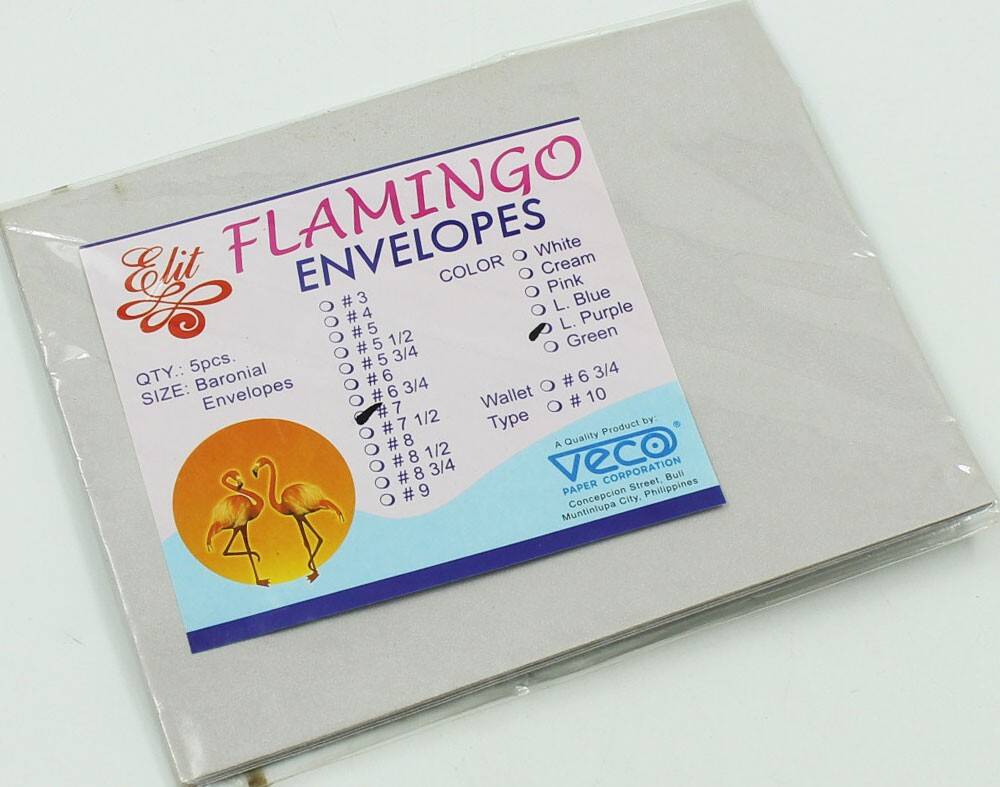 FLAMINGO
ENVELOPES
Elit
QTY.: 5pcs.
SIZE: Baronial
Envelopes
# 3
# 4
# 5
# 5 1/2
# 5 3/4
# 6
# 6 3/4
# 7
# 7 1/2
# 8
# 8 1/2
# 8 3/4
# 9
COLOR
White
Cream
Pink
L. Blue
L. Purple
Green
Wallet
Type
# 6 3/4
# 10
A Quality Product by:
veco®
PAPER CORPORATION
Concepcion Street, Buli
Muntinlupa City, Philippines